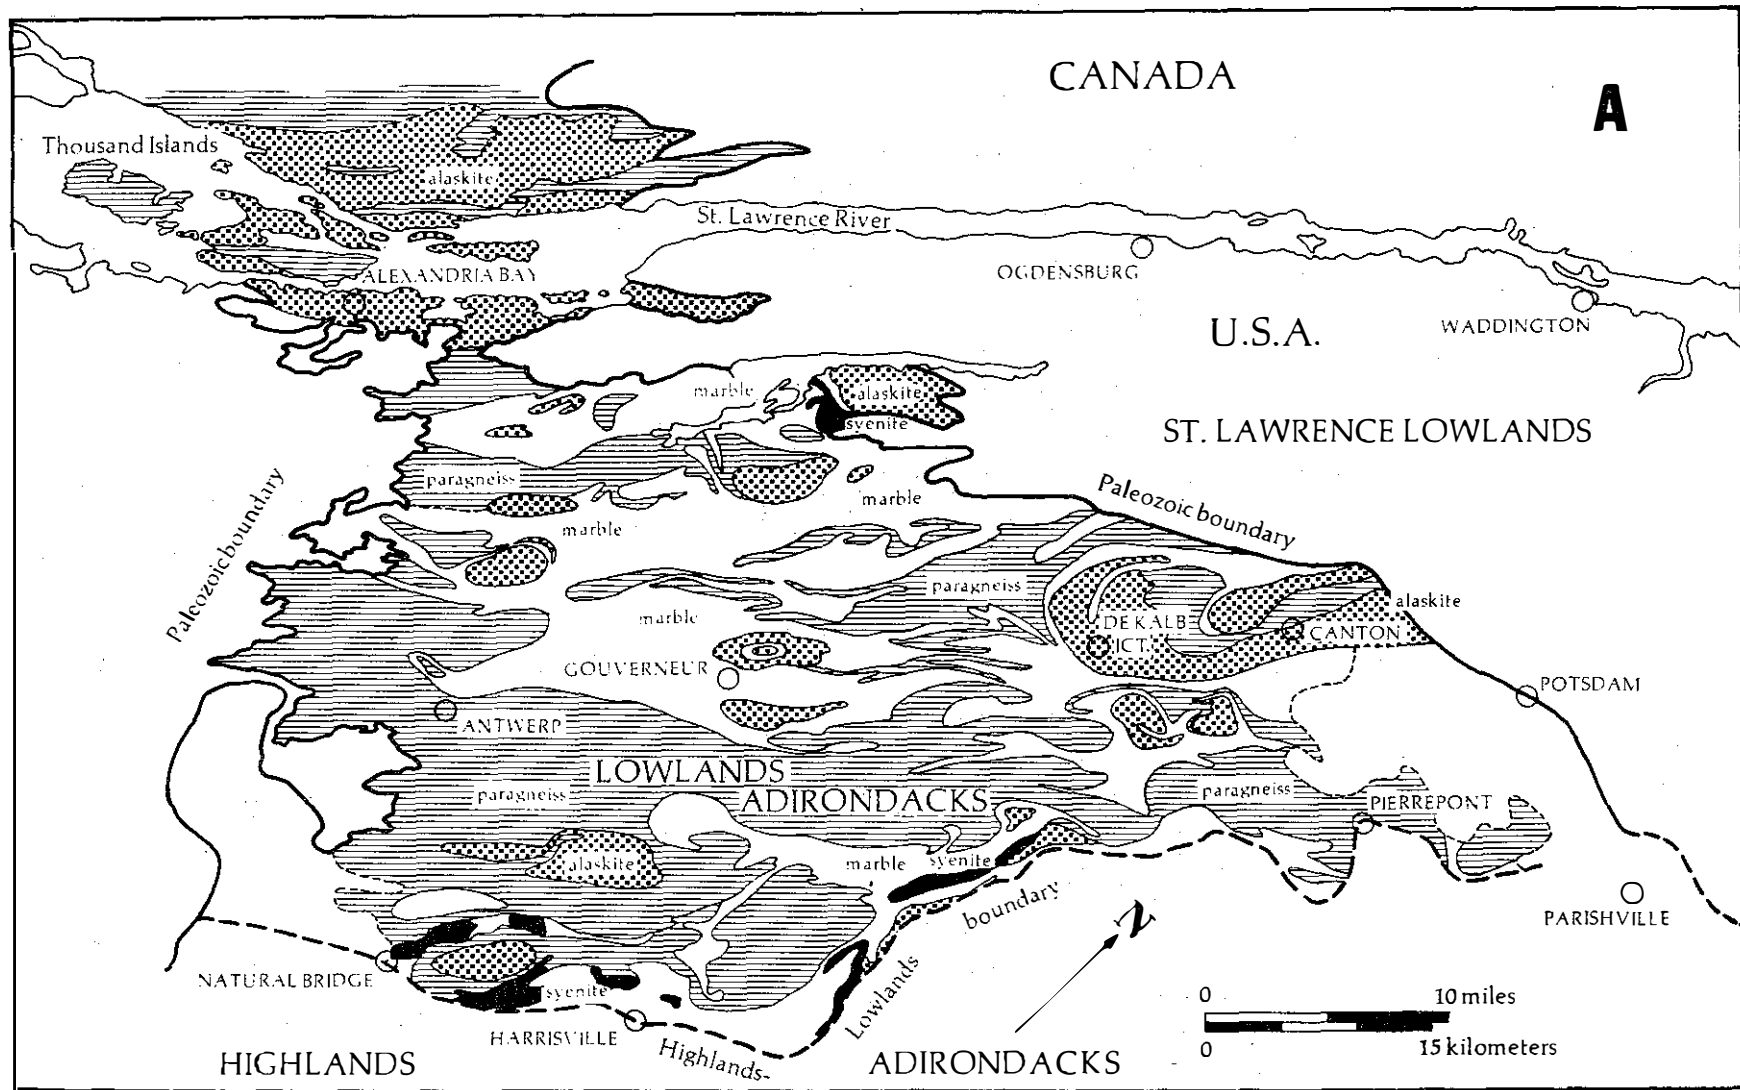 CANADA
A
Thousand Islands
alaskite
St. Lawrence River
OGDENSBURG
ALEXANDRIA BAY
WADDINGTON
U.S.A.
marble
alaskite
syenite
ST. LAWRENCE LOWLANDS
paragneiss
marble
Paleozoic boundary
Paleozoic boundary
marble
paragneiss
alaskite
marble
DE KALB
JCT.
CANTON
GOUVERNEUR
POTSDAM
ANTWERP
LOWLANDS
ADIRONDACKS
paragneiss
paragneiss
PIERREPONT
alaskite
marble
syenite
boundary
N
PARISHVILLE
NATURAL BRIDGE
syenite
Lowlands
0 10 miles
HARRISVILLE
Highlands-
0 15 kilometers
HIGHLANDS
ADIRONDACKS